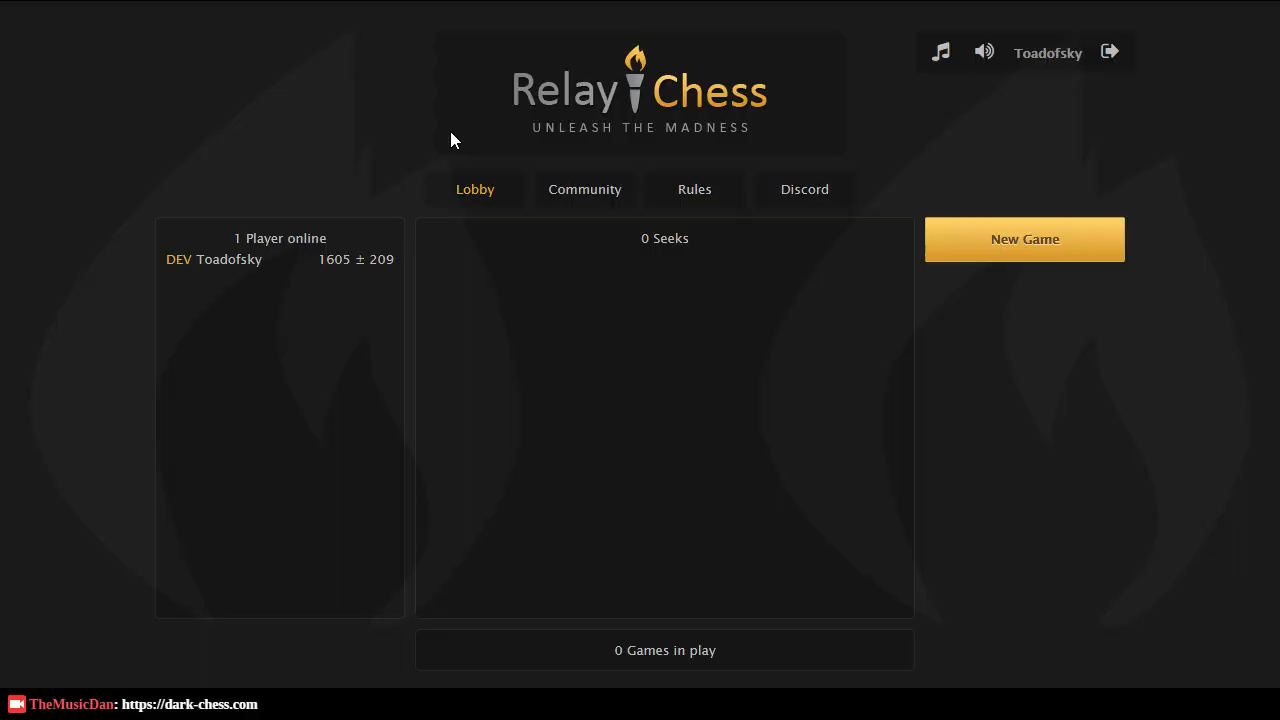 Relay Chess
UNLEASH THE MADNESS
Toadofsky
Lobby Community Rules Discord
1 Player online
DEV Toadofsky 1605 ± 209
0 Seeks
New Game
0 Games in play
TheMusicDan: https://dark-chess.com